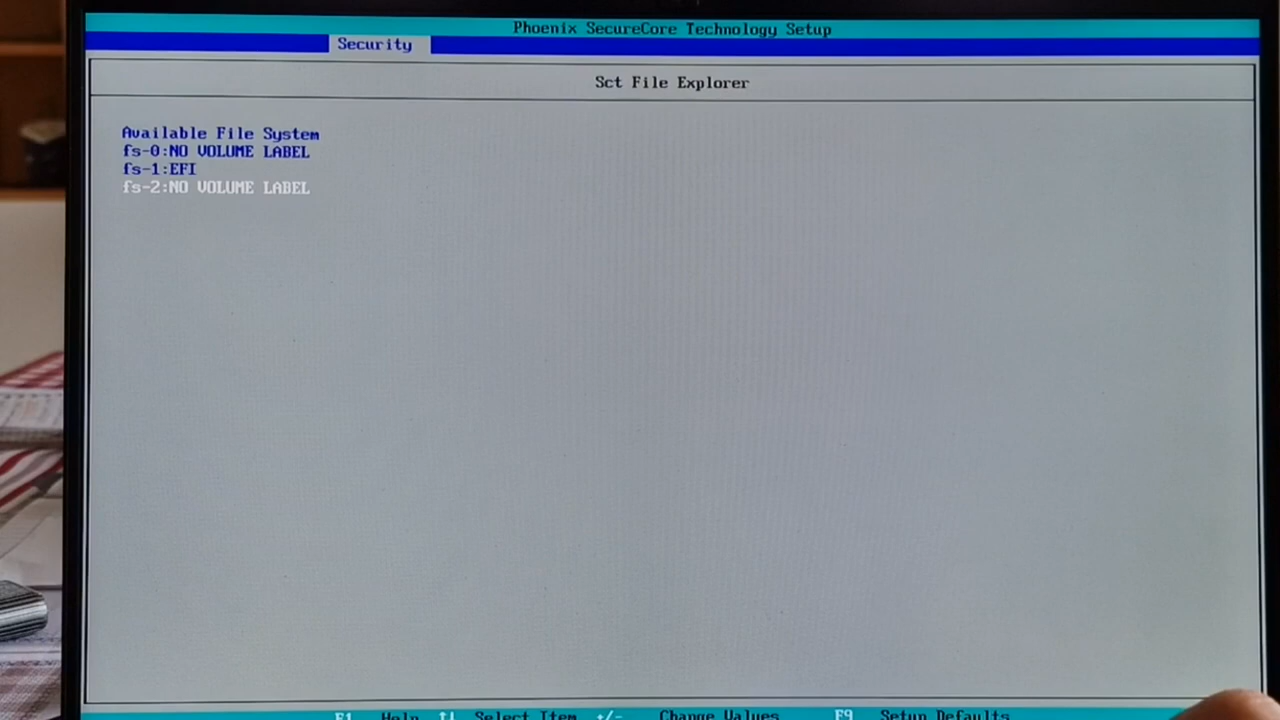 Phoenix SecureCore Technology Setup
Security
Sct File Explorer
Available File System
fs-0:NO VOLUME LABEL
fs-1:EFI
fs-2:NO VOLUME LABEL
F1 Help ↑↓ Select Item +/- Change Values F9 Setup Defaults